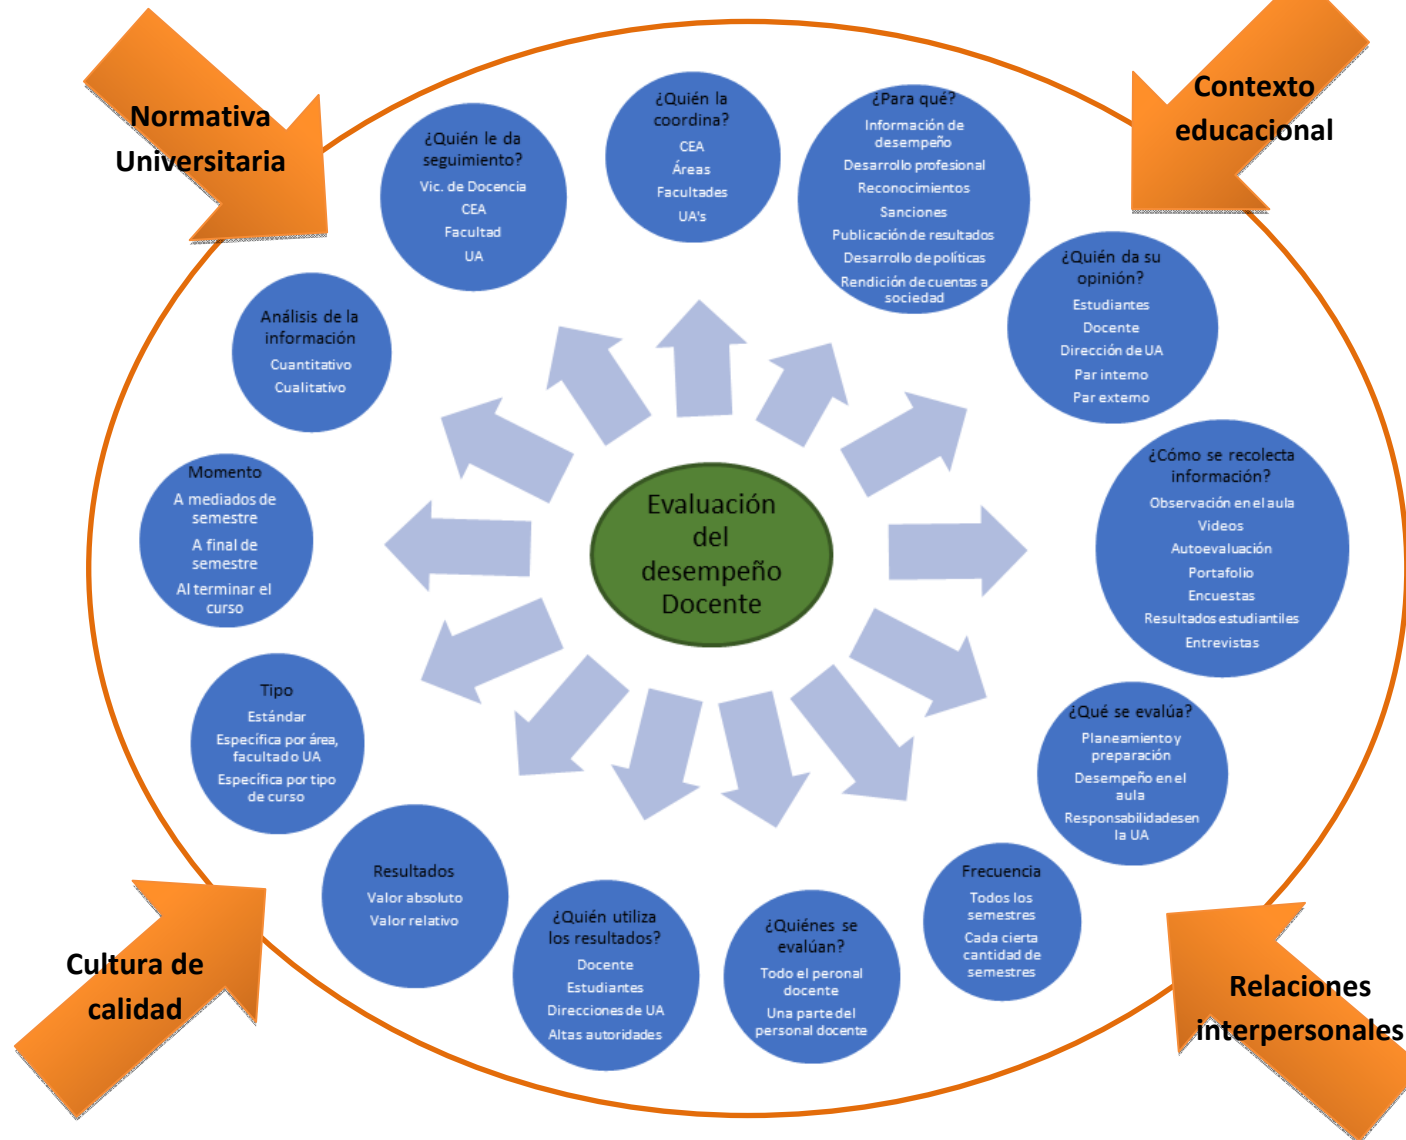 Normativa
Universitaria
Contexto
educacional
¿Quién la
coordina?
CEA
Áreas
Facultades
UA's
¿Para qué?
Información de
desempeño
Desarrollo profesional
Reconocimientos
Sanciones
Publicación de resultados
Desarrollo de políticas
Rendición de cuentas a
sociedad
¿Quién da su
opinión?
Estudiantes
Docente
Dirección de UA
Par interno
Par externo
¿Cómo se recolecta
información?
Observación en el aula
Videos
Autoevaluación
Portafolio
Encuestas
Resultados estudiantiles
Entrevistas
¿Qué se evalúa?
Planeamiento y
preparación
Desempeño en el
aula
Responsabilidades en
la UA
Frecuencia
Todos los
semestres
Cada cierta
cantidad de
semestres
¿Quiénes se
evalúan?
Todo el peronal
docente
Una parte del
personal docente
¿Quién utiliza
los resultados?
Docente
Estudiantes
Direcciones de UA
Altas autoridades
Resultados
Valor absoluto
Valor relativo
Tipo
Estándar
Específica por área,
facultad o UA
Específica por tipo
de curso
Momento
A mediados de
semestre
A final de
semestre
Al terminar el
curso
Análisis de la
información
Cuantitativo
Cualitativo
¿Quién le da
seguimiento?
Vic. de Docencia
CEA
Facultad
UA
Evaluación
del
desempeño
Docente
Cultura de
calidad
Relaciones
interpersonales